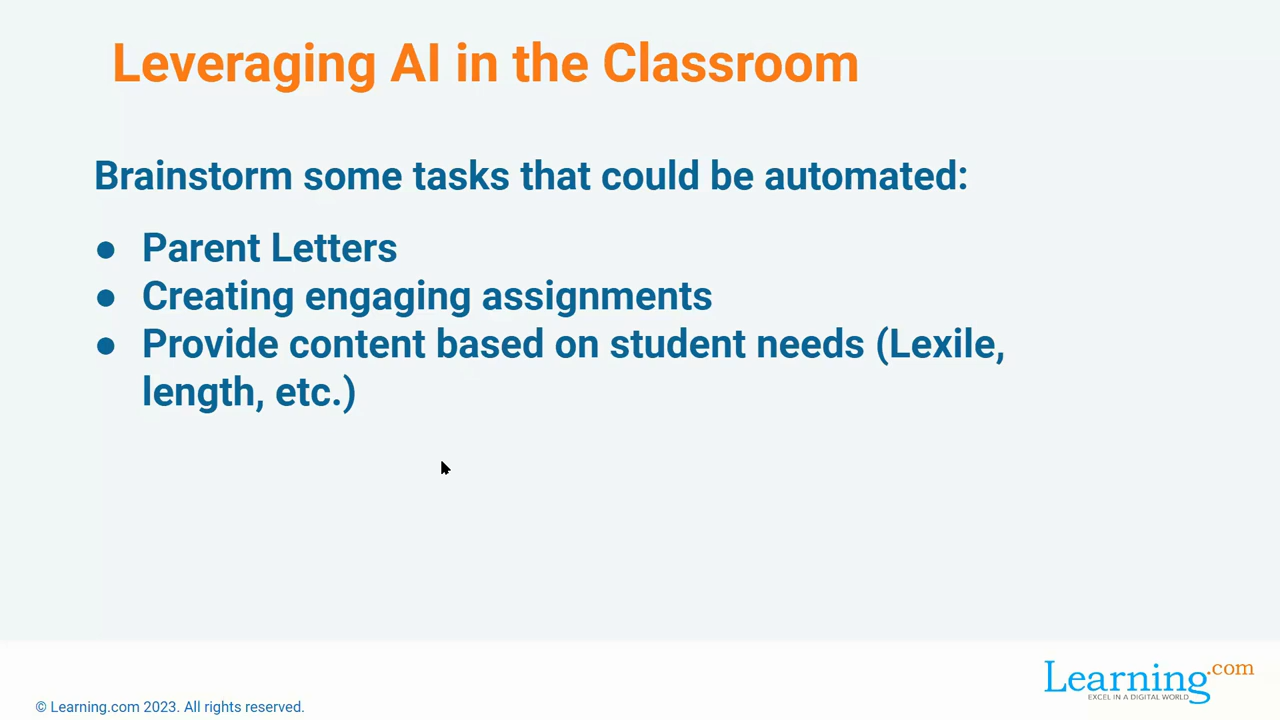 Leveraging AI in the Classroom
Brainstorm some tasks that could be automated:
● Parent Letters
● Creating engaging assignments
● Provide content based on student needs (Lexile,
length, etc.)
Learning.com
EXCEL IN A DIGITAL WORLD
© Learning.com 2023. All rights reserved.